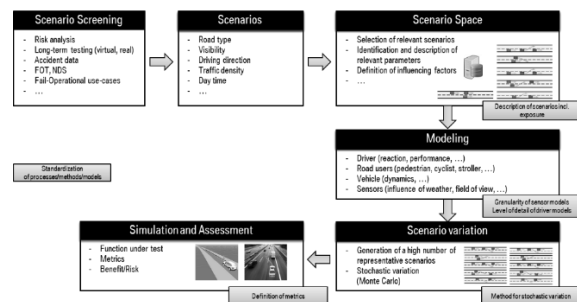 Scenario Screening
- Risk analysis
- Long-term testing (virtual, real)
- Accident data
- FOT, NDS
- Fail-Operational use-cases
- ...
Scenarios
- Road type
- Visibility
- Driving direction
- Traffic density
- Day time
- ...
Scenario Space
- Selection of relevant scenarios
- Identification and description of
relevant parameters
- Definition of influencing factors
- ...
Description of scenarios incl.
exposure
Modeling
- Driver (reaction, performance, ...)
- Road users (pedestrian, cyclist, stroller, ...)
- Vehicle (dynamics, ...)
- Sensors (influence of weather, field of view, ...)
Granularity of sensor models
Level of detail of driver models
Standardization
of processes/methods/models
Scenario variation
- Generation of a high number of
representative scenarios
- Stochastic variation
(Monte Carlo)
Method for stochastic variation
Simulation and Assessment
- Function under test
- Metrics
- Benefit/Risk
Definition of metrics